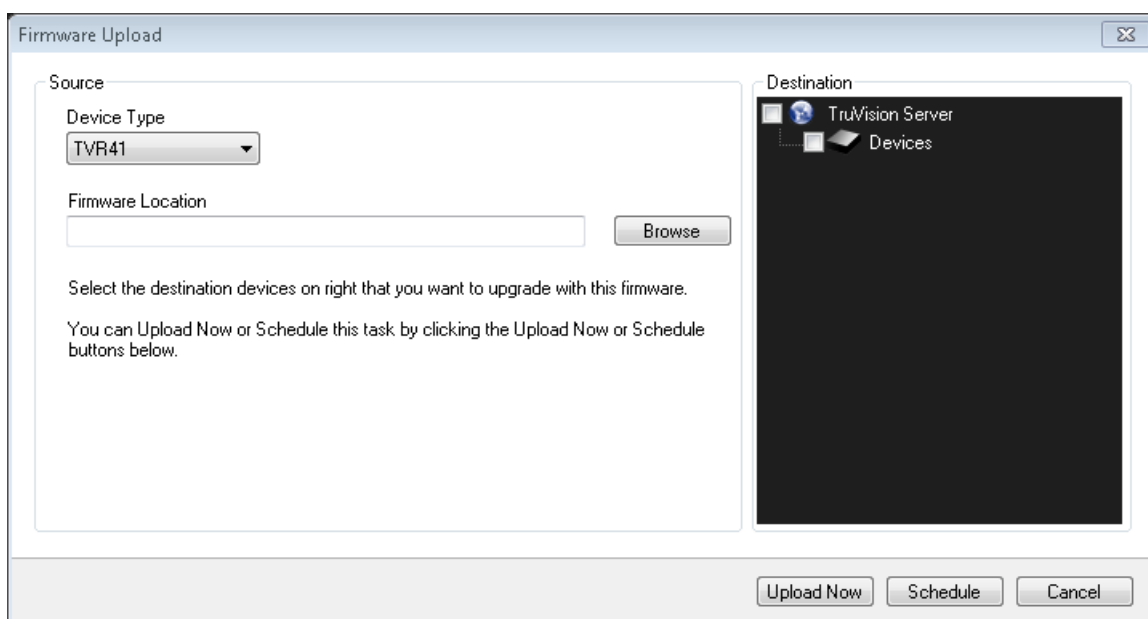 Firmware Upload
Source
Device Type
TVR41
Firmware Location
Browse
Select the destination devices on right that you want to upgrade with this firmware.
You can Upload Now or Schedule this task by clicking the Upload Now or Schedule
buttons below.
Destination
TruVision Server
Devices
Upload Now
Schedule
Cancel